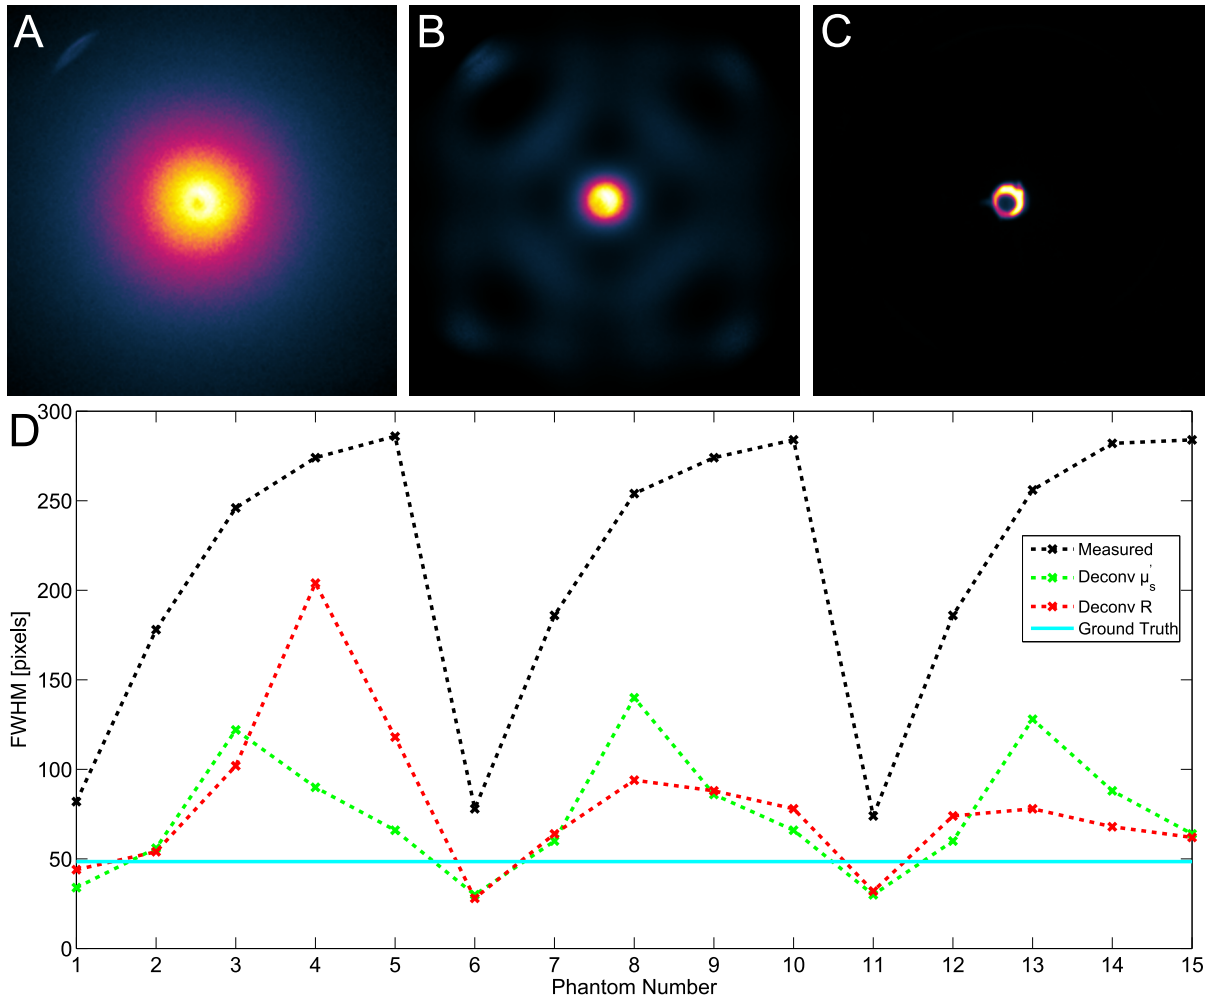 A
B
C
D
300
250
200
150
100
50
0
FWHM [pixels]
Measured
Deconv μs'
Deconv R
Ground Truth
1 2 3 4 5 6 7 8 9 10 11 12 13 14 15
Phantom Number